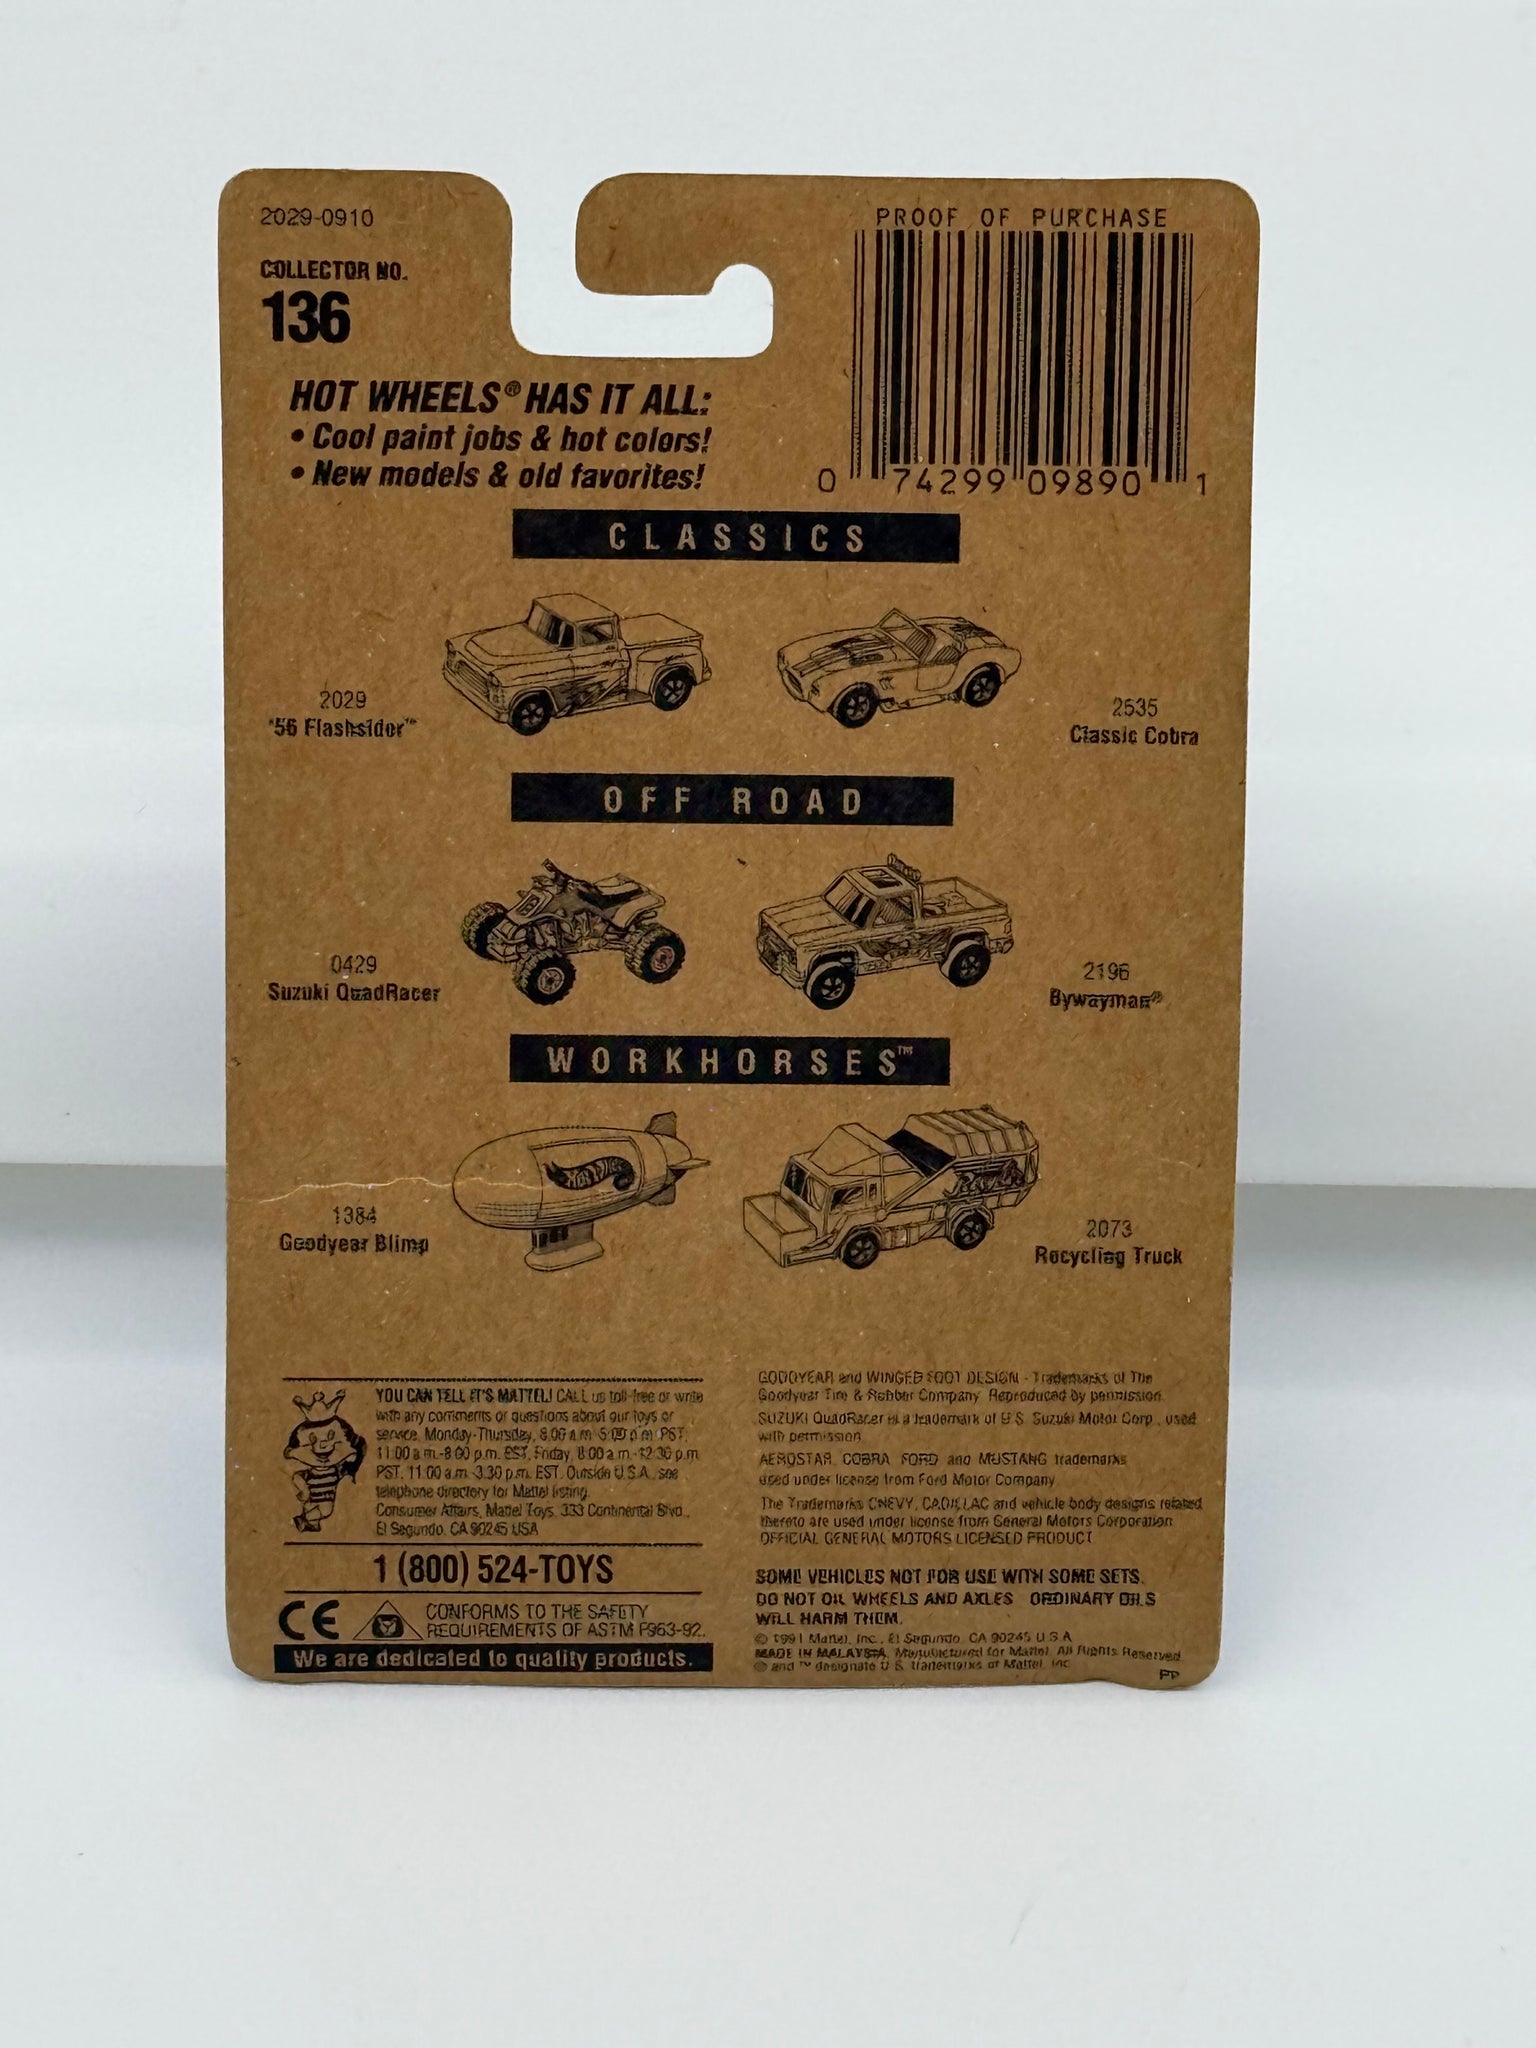 2029-0910
COLLECTOR NO.
136
PROOF OF PURCHASE
0 74299 09890 1
HOT WHEELS® HAS IT ALL:
• Cool paint jobs & hot colors!
• New models & old favorites!
CLASSICS
2029
'56 Flashsider™
2535
Classic Cobra
OFF ROAD
0429
Suzuki QuadRacer
2196
Bywayman®
WORKHORSES™
HOT WHEELS
1384
Goodyear Blimp
2073
Recycling Truck
YOU CAN TELL IT'S MATTEL! CALL us toll-free or write
with any comments or questions about our toys or
service, Monday-Thursday, 8:00 a.m.-5:00 p.m. PST,
11:00 a.m.-8:00 p.m. EST, Friday, 8:00 a.m.-12:30 p.m.
PST, 11:00 a.m.-3:30 p.m. EST. Outside U.S.A., see
telephone directory for Mattel listing.
Consumer Affairs, Mattel Toys, 333 Continental Blvd.,
El Segundo, CA 90245 USA
1 (800) 524-TOYS
CE
CONFORMS TO THE SAFETY
REQUIREMENTS OF ASTM F963-92.
We are dedicated to quality products.
GOODYEAR and WINGED FOOT DESIGN - Trademarks of The
Goodyear Tire & Rubber Company. Reproduced by permission.
SUZUKI QuadRacer is a trademark of U.S. Suzuki Motor Corp., used
with permission.
AEROSTAR, COBRA, FORD and MUSTANG trademarks
used under license from Ford Motor Company
The Trademarks CHEVY, CADILLAC and vehicle body designs related
thereto are used under license from General Motors Corporation.
OFFICIAL GENERAL MOTORS LICENSED PRODUCT
SOME VEHICLES NOT FOR USE WITH SOME SETS.
DO NOT OIL WHEELS AND AXLES. ORDINARY OILS
WILL HARM THEM.
© 1991 Mattel, Inc., El Segundo, CA 90245 U.S.A.
MADE IN MALAYSIA. Manufactured for Mattel. All Rights Reserved.
® and ™ designate U.S. trademarks of Mattel, Inc.
PP